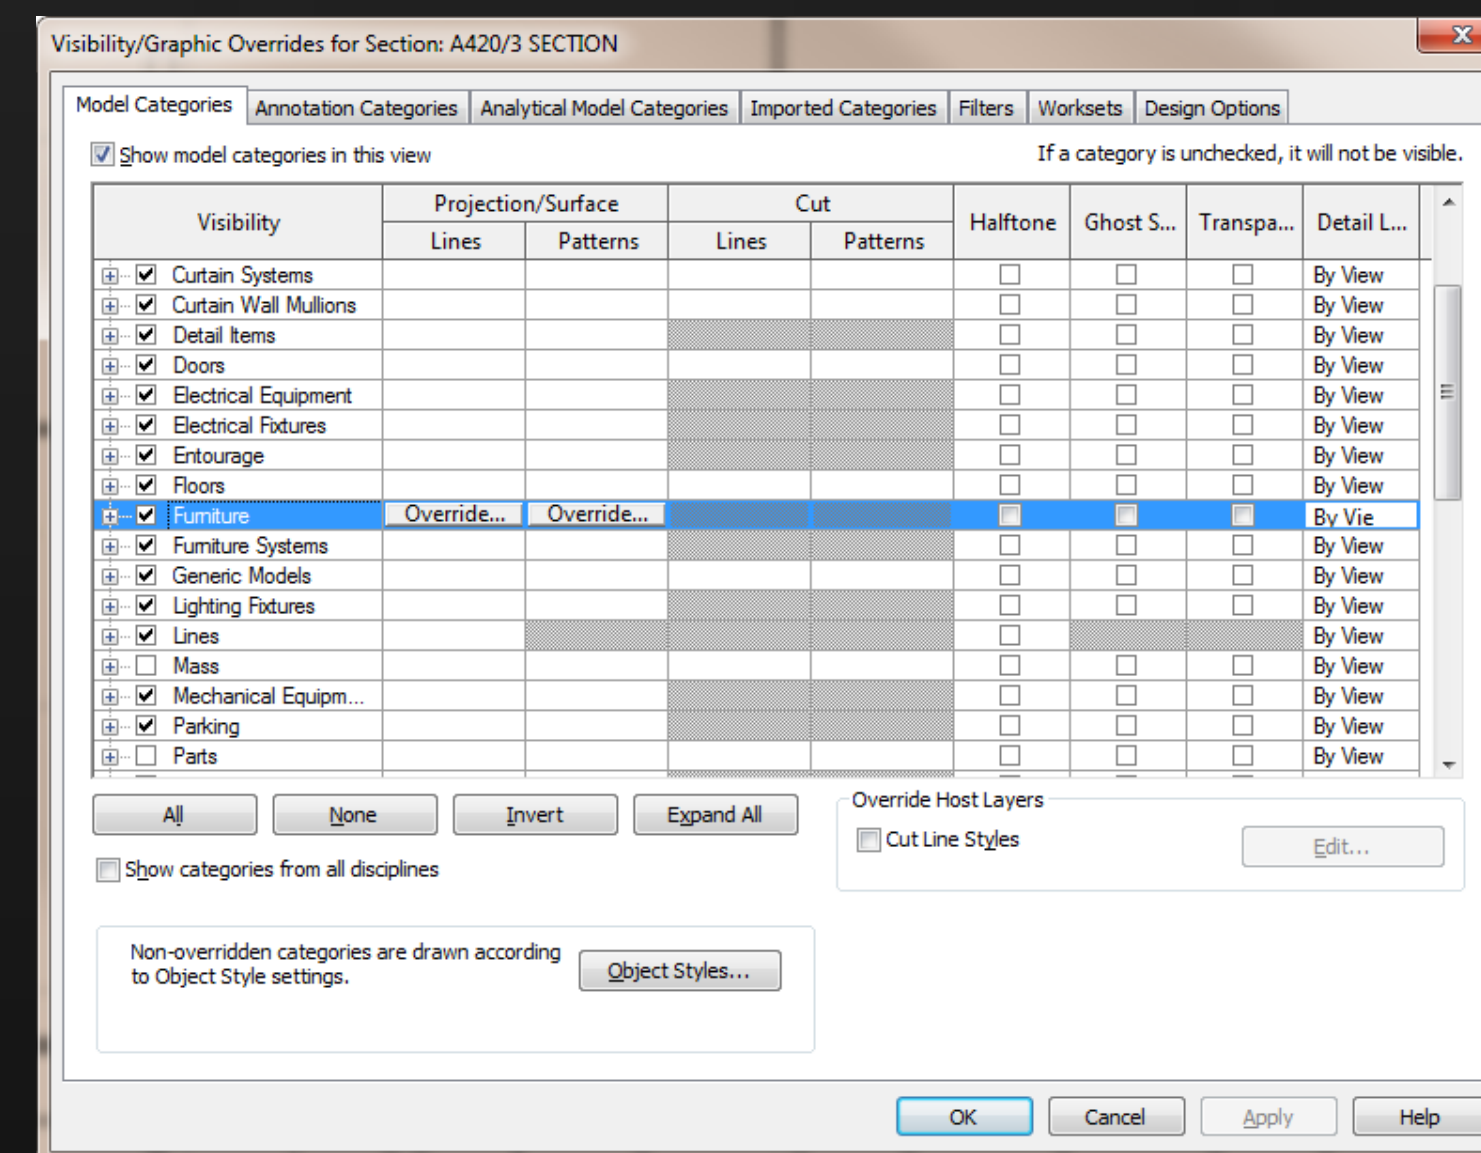 Visibility/Graphic Overrides for Section: A420/3 SECTION
x
Model Categories Annotation Categories Analytical Model Categories Imported Categories Filters Worksets Design Options
Show model categories in this view If a category is unchecked, it will not be visible.
Visibility Projection/Surface Cut Halftone Ghost S... Transpa... Detail L...
Lines Patterns Lines Patterns
Curtain Systems By View
Curtain Wall Mullions By View
Detail Items By View
Doors By View
Electrical Equipment By View
Electrical Fixtures By View
Entourage By View
Floors By View
Furniture Override... Override... By Vie
Furniture Systems By View
Generic Models By View
Lighting Fixtures By View
Lines By View
Mass By View
Mechanical Equipm... By View
Parking By View
Parts By View
All None Invert Expand All
Override Host Layers
Cut Line Styles Edit...
Show categories from all disciplines
Non-overridden categories are drawn according
to Object Style settings.
Object Styles...
OK Cancel Apply Help